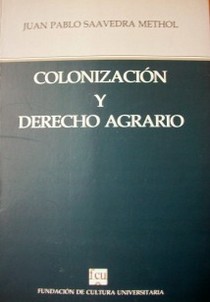 JUAN PABLO SAAVEDRA METHOL
COLONIZACIÓN
Y
DERECHO AGRARIO
fcu
FUNDACIÓN DE CULTURA UNIVERSITARIA